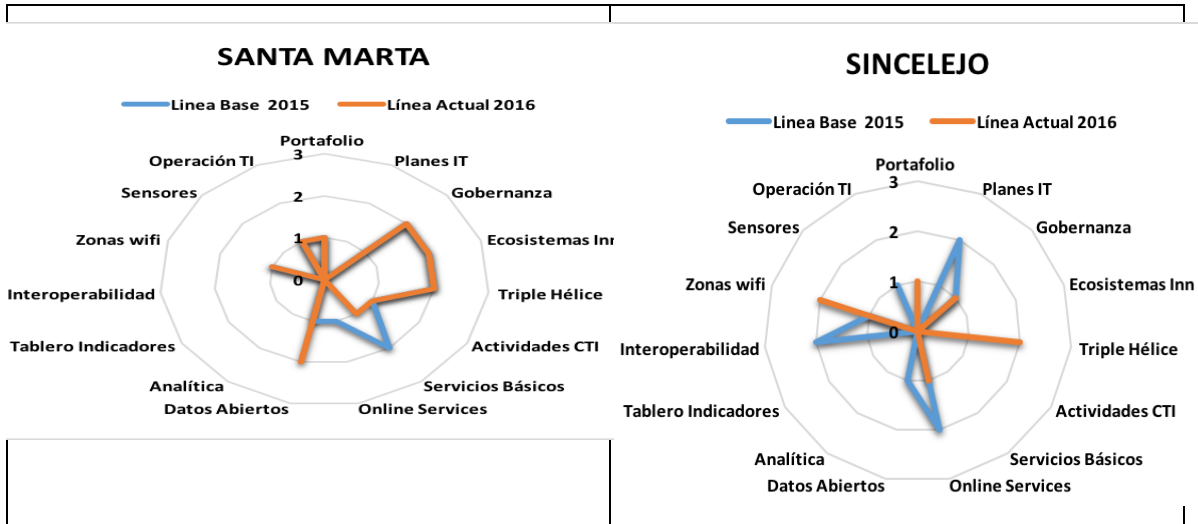 SANTA MARTA
Linea Base 2015
Línea Actual 2016
Portafolio
Planes IT
Gobernanza
Ecosistemas Inn
Triple Hélice
Actividades CTI
Servicios Básicos
Online Services
Datos Abiertos
Analítica
Tablero Indicadores
Interoperabilidad
Zonas wifi
Sensores
Operación TI
3
2
1
0
SINCELEJO
Linea Base 2015
Línea Actual 2016
Portafolio
Planes IT
Gobernanza
Ecosistemas Inn
Triple Hélice
Actividades CTI
Servicios Básicos
Online Services
Datos Abiertos
Analítica
Tablero Indicadores
Interoperabilidad
Zonas wifi
Sensores
Operación TI
3
2
1
0